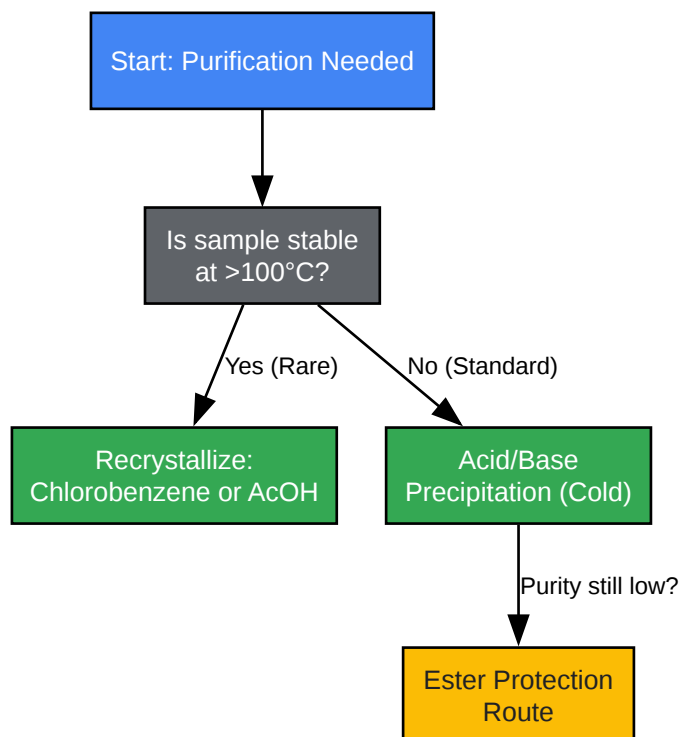 Start: Purification Needed
Is sample stable
at >100°C?
Yes (Rare)
No (Standard)
Recrystallize:
Chlorobenzene or AcOH
Acid/Base
Precipitation (Cold)
Purity still low?
Ester Protection
Route